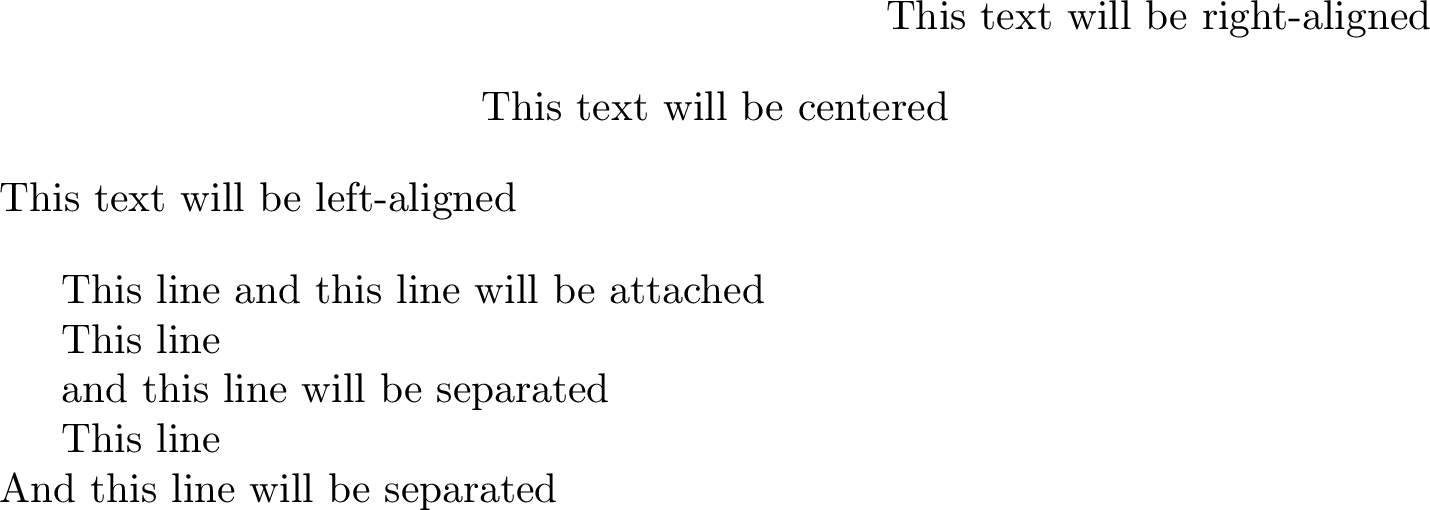 This text will be right-aligned
This text will be centered
This text will be left-aligned
This line and this line will be attached
This line
and this line will be separated
This line
And this line will be separated